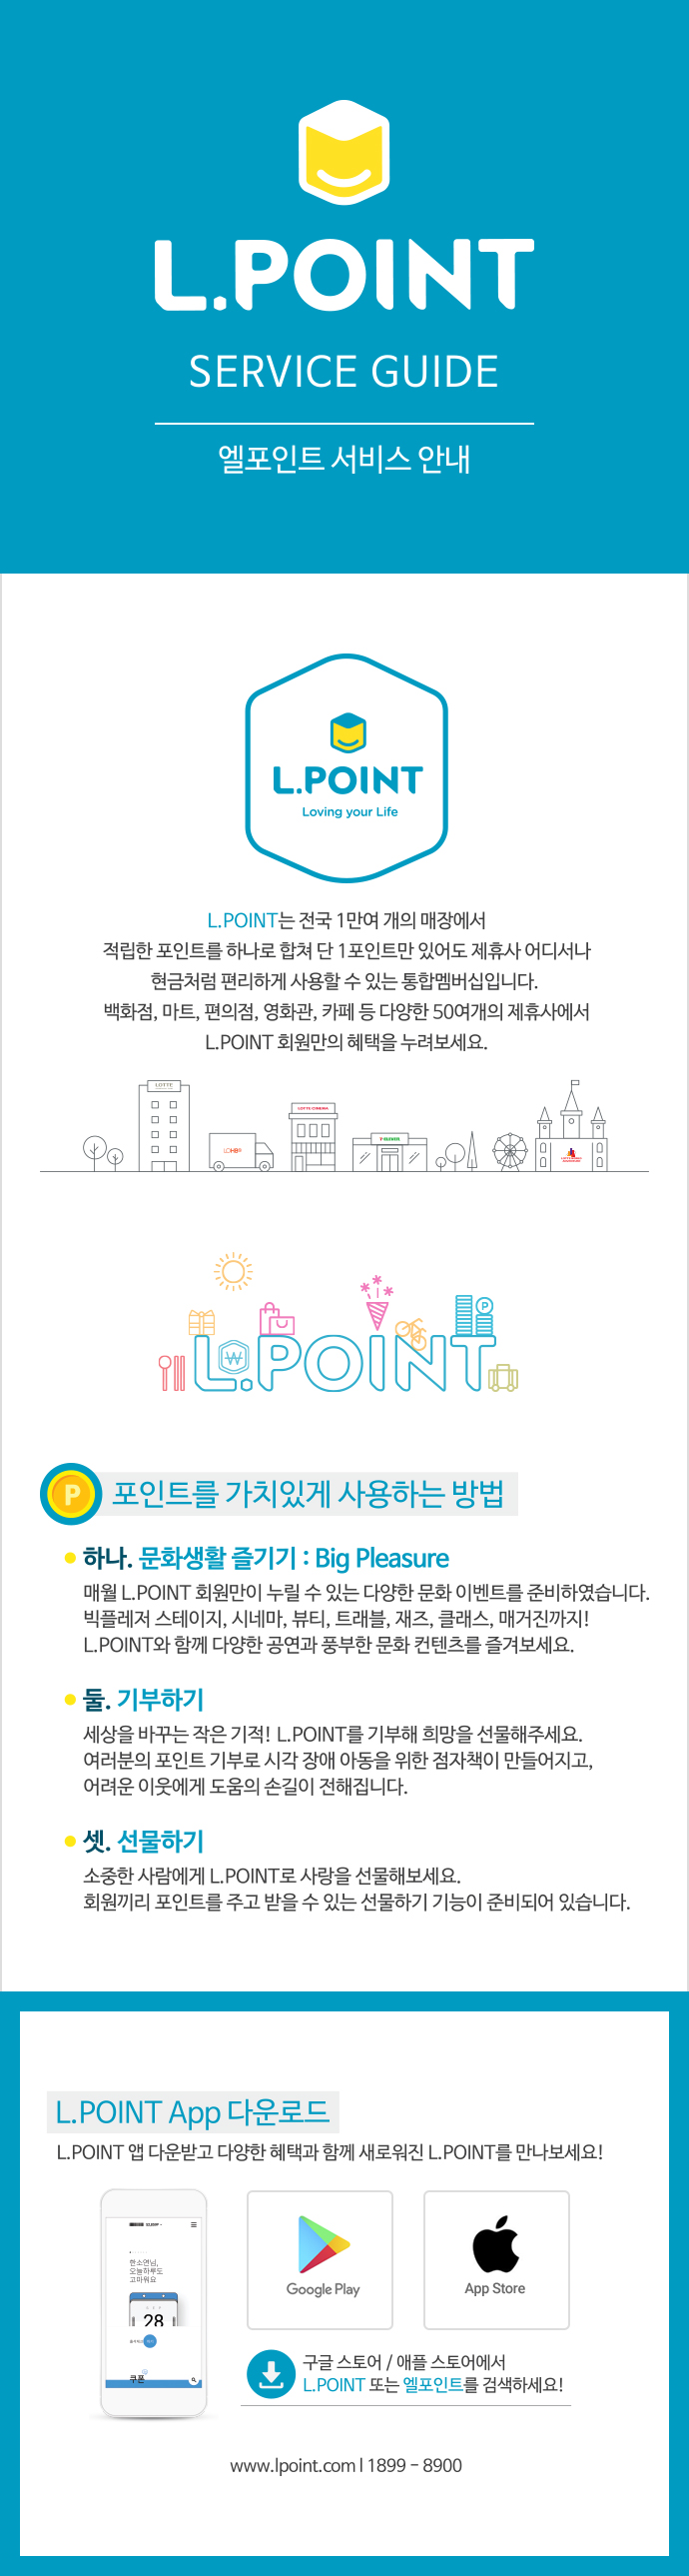 L.POINT
SERVICE GUIDE
엘포인트 서비스 안내
L.POINT
Loving your Life
L.POINT는 전국 1만여 개의 매장에서
적립한 포인트를 하나로 합쳐 단 1포인트만 있어도 제휴사 어디서나
현금처럼 편리하게 사용할 수 있는 통합멤버십입니다.
백화점, 마트, 편의점, 영화관, 카페 등 다양한 50여개의 제휴사에서
L.POINT 회원만의 혜택을 누려보세요.
LOTTE
LOTTE CINEMA
L.POINT
P
P 포인트를 가치있게 사용하는 방법
하나. 문화생활 즐기기 : Big Pleasure
매월 L.POINT 회원만이 누릴 수 있는 다양한 문화 이벤트를 준비하였습니다.
빅플레저 스테이지, 시네마, 뷰티, 트래블, 재즈, 클래스, 매거진까지!
L.POINT와 함께 다양한 공연과 풍부한 문화 컨텐츠를 즐겨보세요.
둘. 기부하기
세상을 바꾸는 작은 기적! L.POINT를 기부해 희망을 선물해주세요.
여러분의 포인트 기부로 시각 장애 아동을 위한 점자책이 만들어지고,
어려운 이웃에게 도움의 손길이 전해집니다.
셋. 선물하기
소중한 사람에게 L.POINT로 사랑을 선물해보세요.
회원끼리 포인트를 주고 받을 수 있는 선물하기 기능이 준비되어 있습니다.
L.POINT App 다운로드
L.POINT 앱 다운받고 다양한 혜택과 함께 새로워진 L.POINT를 만나보세요!
한소연님,
오늘하루도
고마워요
28
쿠폰
Google Play
App Store
구글 스토어 / 애플 스토어에서
L.POINT 또는 엘포인트를 검색하세요!
www.lpoint.com l 1899 - 8900